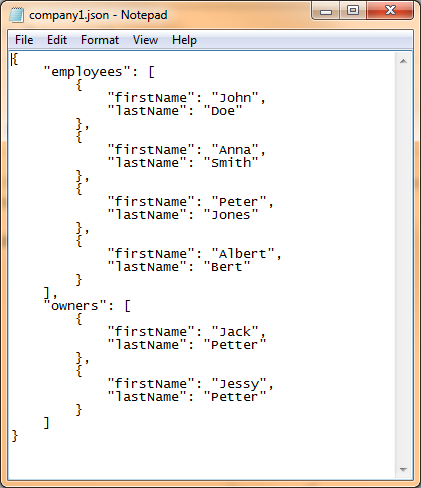 company1.json - Notepad
File Edit Format View Help
{
    "employees": [
        {
            "firstName": "John",
            "lastName": "Doe"
        },
        {
            "firstName": "Anna",
            "lastName": "Smith"
        },
        {
            "firstName": "Peter",
            "lastName": "Jones"
        },
        {
            "firstName": "Albert",
            "lastName": "Bert"
        }
    ],
    "owners": [
        {
            "firstName": "Jack",
            "lastName": "Petter"
        },
        {
            "firstName": "Jessy",
            "lastName": "Petter"
        }
    ]
}